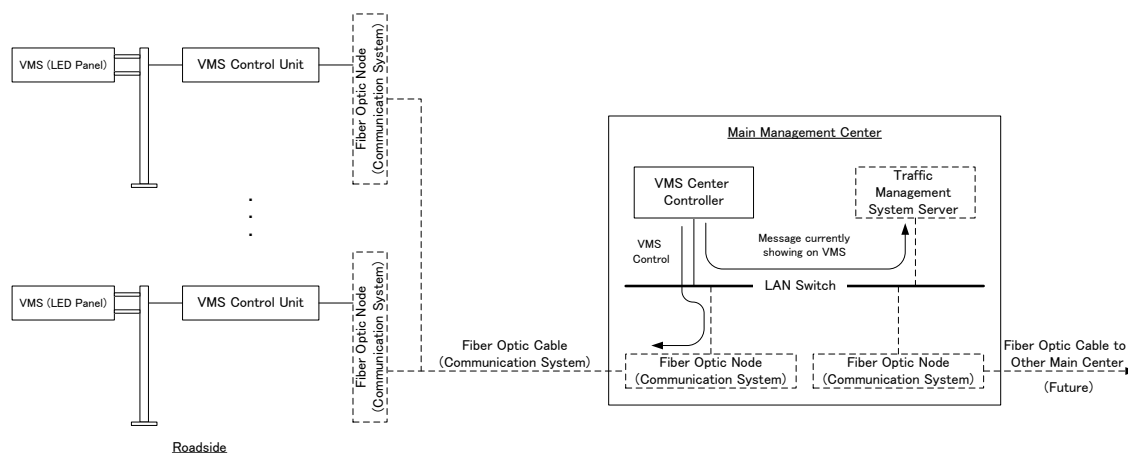 VMS (LED Panel)
VMS Control Unit
Fiber Optic Node
(Communication System)
VMS (LED Panel)
VMS Control Unit
Fiber Optic Node
(Communication System)
Roadside
Fiber Optic Cable
(Communication System)
Main Management Center
VMS Center
Controller
Traffic
Management
System Server
VMS
Control
Message currently
showing on VMS
LAN Switch
Fiber Optic Node
(Communication System)
Fiber Optic Node
(Communication System)
Fiber Optic Cable to
Other Main Center
(Future)